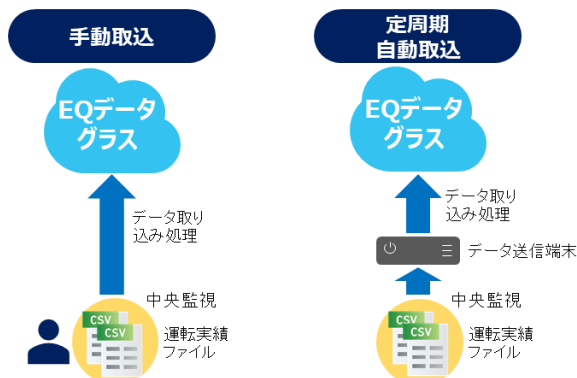 手動取込
EQデータ
グラス
データ取り
込み処理
中央監視
CSV
CSV
運転実績
ファイル
定周期
自動取込
EQデータ
グラス
データ取り
込み処理
データ送信端末
中央監視
CSV
CSV
運転実績
ファイル